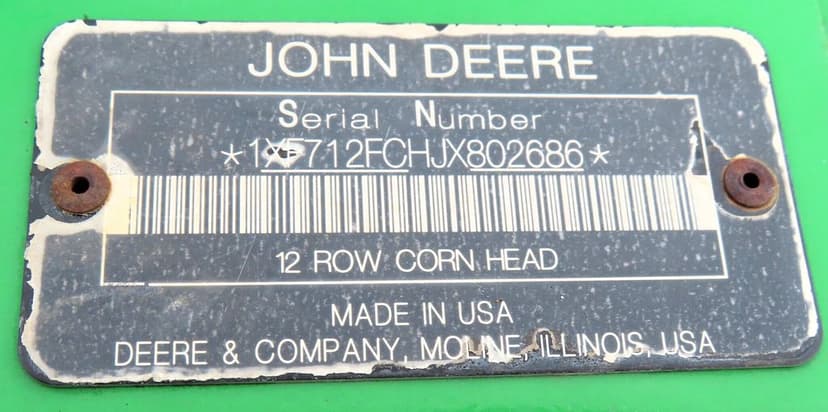 JOHN DEERE
Serial Number
*1XF712FCHJX802686*
12 ROW CORN HEAD
MADE IN USA
DEERE & COMPANY, MOLINE, ILLINOIS, USA